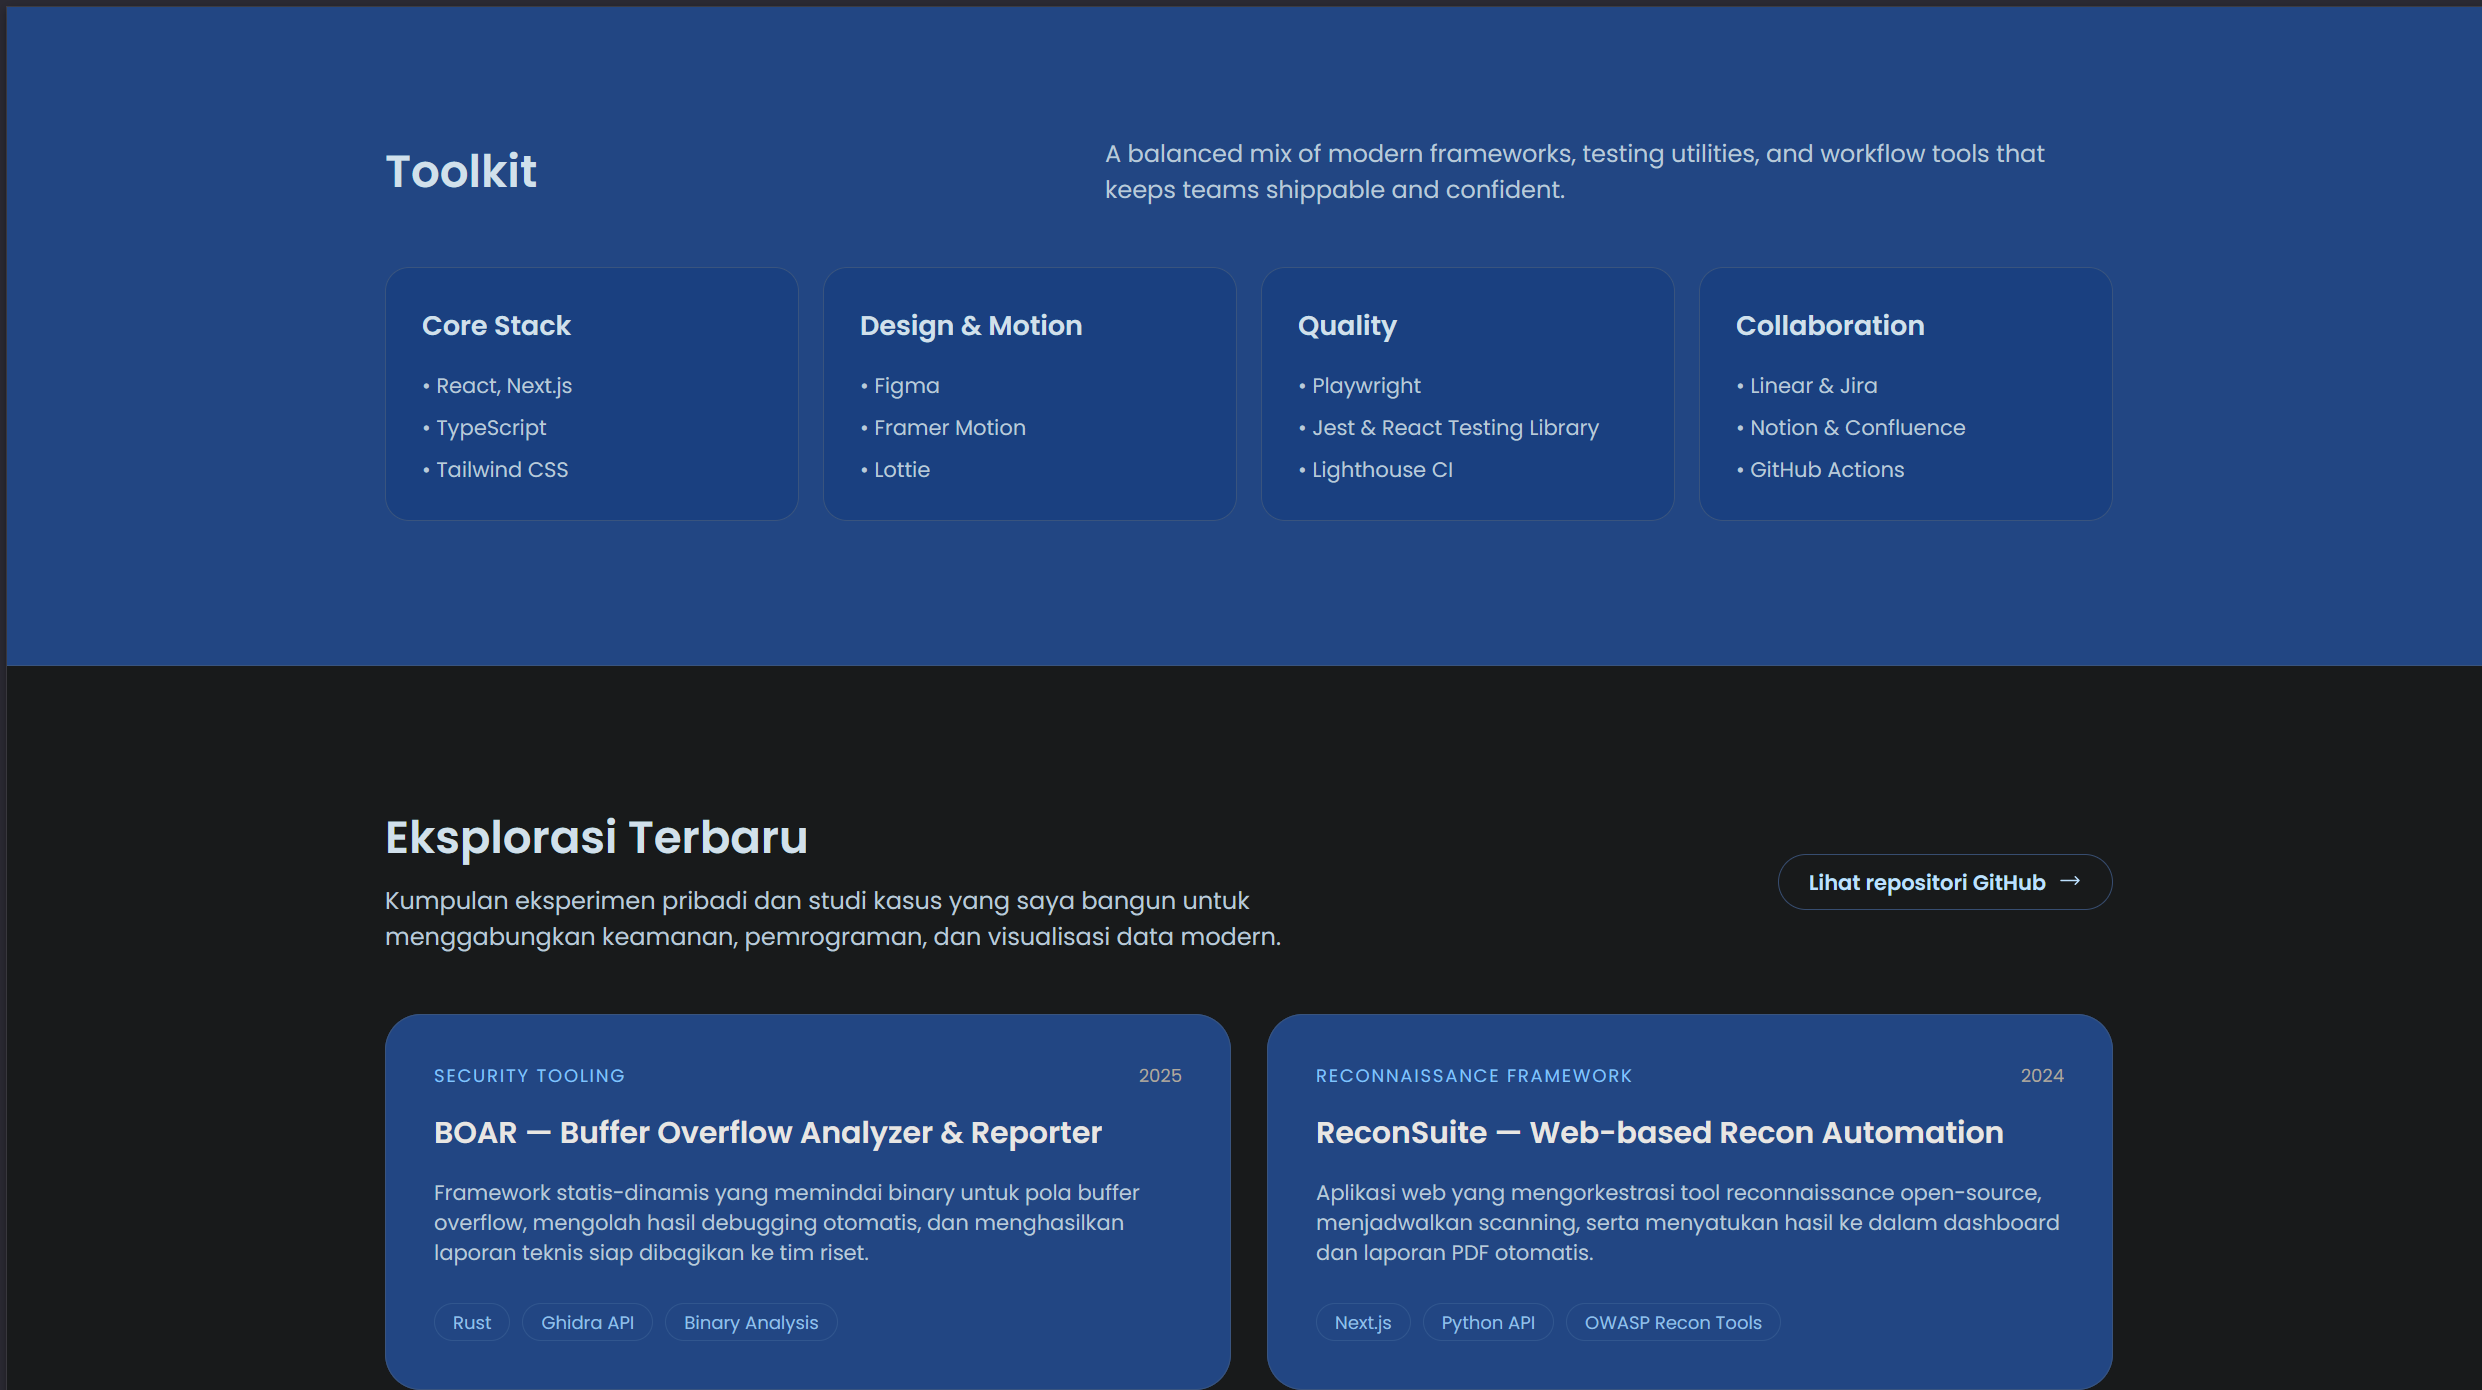 Toolkit
A balanced mix of modern frameworks, testing utilities, and workflow tools that
keeps teams shippable and confident.
Core Stack
• React, Next.js
• TypeScript
• Tailwind CSS
Design & Motion
• Figma
• Framer Motion
• Lottie
Quality
• Playwright
• Jest & React Testing Library
• Lighthouse CI
Collaboration
• Linear & Jira
• Notion & Confluence
• GitHub Actions
Eksplorasi Terbaru
Kumpulan eksperimen pribadi dan studi kasus yang saya bangun untuk
menggabungkan keamanan, pemrograman, dan visualisasi data modern.
Lihat repositori GitHub →
SECURITY TOOLING
2025
BOAR — Buffer Overflow Analyzer & Reporter
Framework statis-dinamis yang memindai binary untuk pola buffer
overflow, mengolah hasil debugging otomatis, dan menghasilkan
laporan teknis siap dibagikan ke tim riset.
Rust
Ghidra API
Binary Analysis
RECONNAISSANCE FRAMEWORK
2024
ReconSuite — Web-based Recon Automation
Aplikasi web yang mengorkestrasi tool reconnaissance open-source,
menjadwalkan scanning, serta menyatukan hasil ke dalam dashboard
dan laporan PDF otomatis.
Next.js
Python API
OWASP Recon Tools